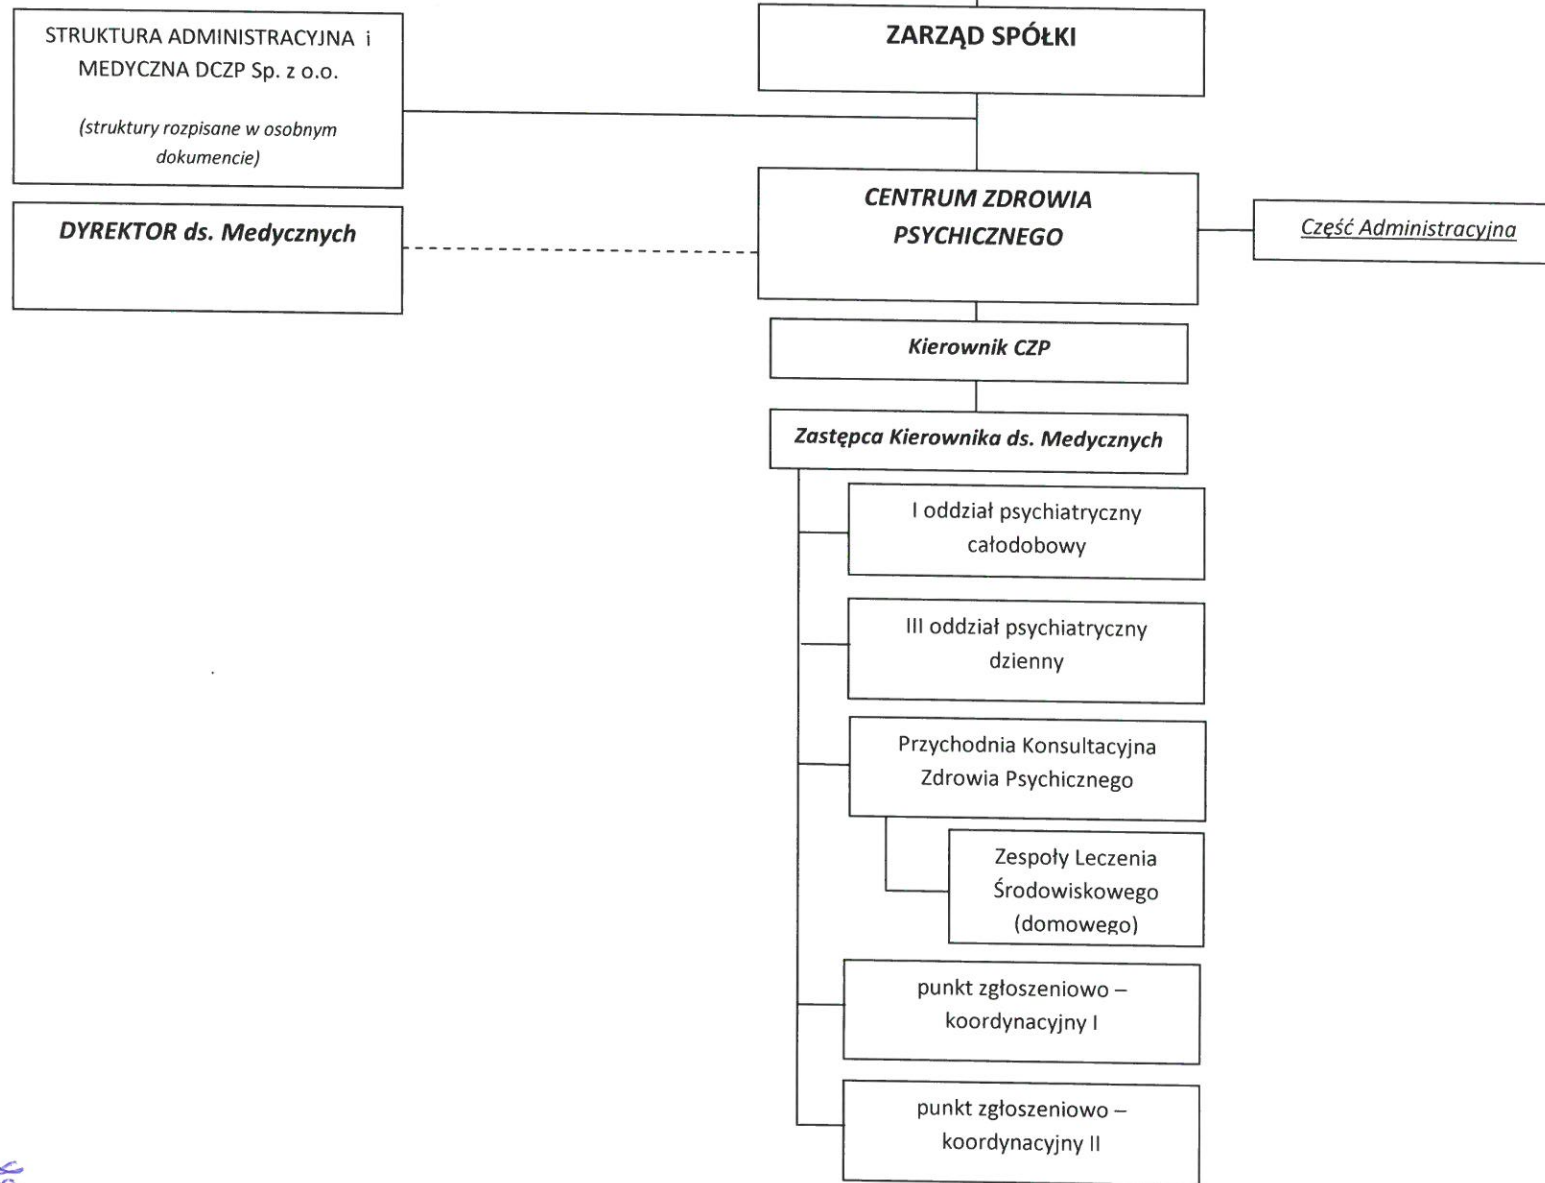 STRUKTURA ADMINISTRACYJNA i
MEDYCZNA DCZP Sp. z o.o.
(struktury rozpisane w osobnym
dokumencie)
ZARZĄD SPÓŁKI
DYREKTOR ds. Medycznych
CENTRUM ZDROWIA
PSYCHICZNEGO
Część Administracyjna
Kierownik CZP
Zastępca Kierownika ds. Medycznych
I oddział psychiatryczny
całodobowy
III oddział psychiatryczny
dzienny
Przychodnia Konsultacyjna
Zdrowia Psychicznego
Zespoły Leczenia
Środowiskowego
(domowego)
punkt zgłoszeniowo –
koordynacyjny I
punkt zgłoszeniowo –
koordynacyjny II